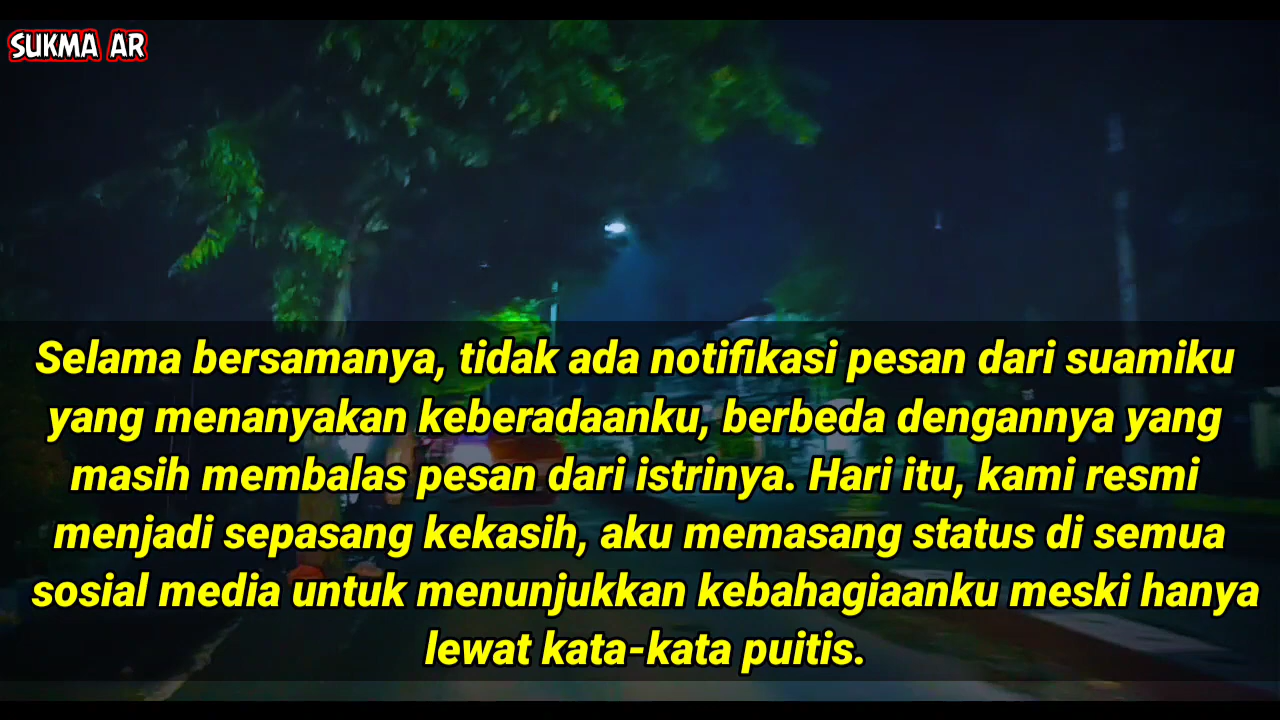 SUKMA AR
Selama bersamanya, tidak ada notifikasi pesan dari suamiku
yang menanyakan keberadaanku, berbeda dengannya yang
masih membalas pesan dari istrinya. Hari itu, kami resmi
menjadi sepasang kekasih, aku memasang status di semua
sosial media untuk menunjukkan kebahagiaanku meski hanya
lewat kata-kata puitis.